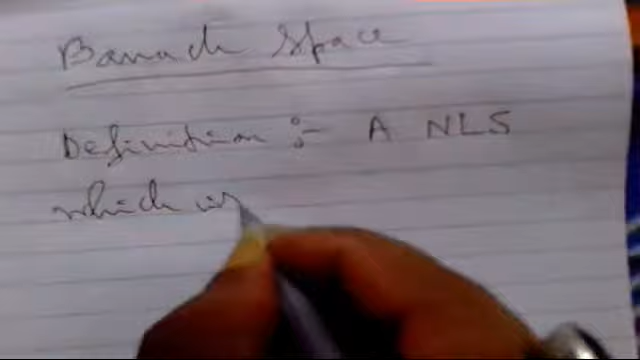 Banach Space
Definition :- A NLS
which is